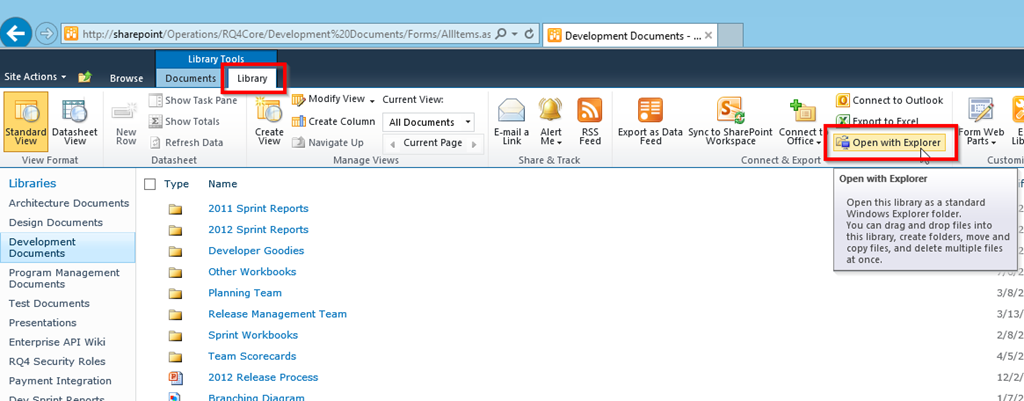 http://sharepoint/Operations/RQ4Core/Development%20Documents/Forms/AllItems.as
Development Documents - ...
Library Tools
Site Actions
Browse
Documents
Library
Standard View
Datasheet View
View Format
New Row
Show Task Pane
Show Totals
Refresh Data
Datasheet
Create View
Modify View
Create Column
Navigate Up
Current View:
All Documents
Current Page
Manage Views
E-mail a Link
Alert Me
RSS Feed
Share & Track
Export as Data Feed
Sync to SharePoint Workspace
Connect to Office
Connect to Outlook
Export to Excel
Open with Explorer
Connect & Export
Form Web Parts
Customi
Open with Explorer
Open this library as a standard
Windows Explorer folder.
You can drag and drop files into
this library, create folders, move and
copy files, and delete multiple files
at once.
Libraries
Architecture Documents
Design Documents
Development
Documents
Program Management
Documents
Test Documents
Presentations
Enterprise API Wiki
RQ4 Security Roles
Payment Integration
Dev Sprint Reports
Type Name
2011 Sprint Reports
2012 Sprint Reports
Developer Goodies
Other Workbooks
Planning Team 3/8/2
Release Management Team 3/13/
Sprint Workbooks 3/8/2
Team Scorecards 4/5/2
2012 Release Process 12/2/
Branching Diagram 1/7/2